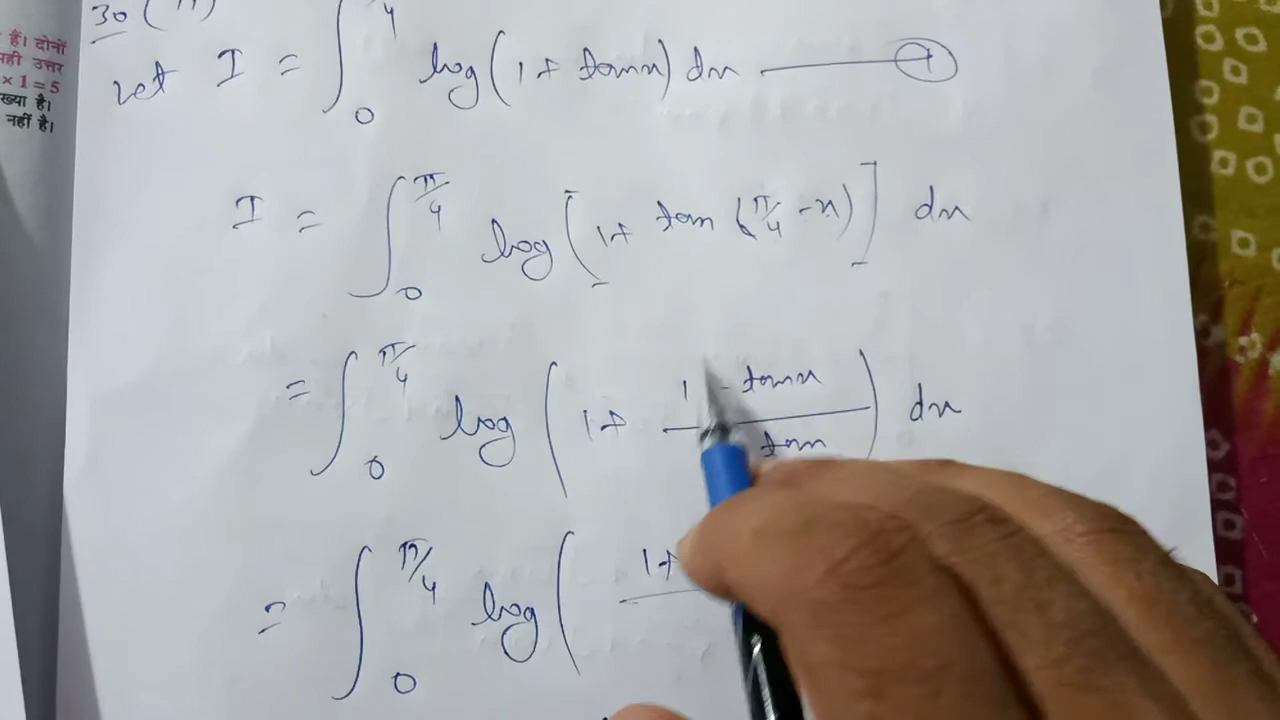 हैं। दोनों
सही उत्तर
× 1 = 5
ख्या है।
नहीं है।
30 (
Let I = ∫₀^4 log(1 + tanx) dx ——— ①
I = ∫₀^π/4 log[1 + tan (π/4 - x)] dx
= ∫₀^π/4 log(1 + (1 - tanx)/( tan )) dx
= ∫₀^π/4 log( 1+